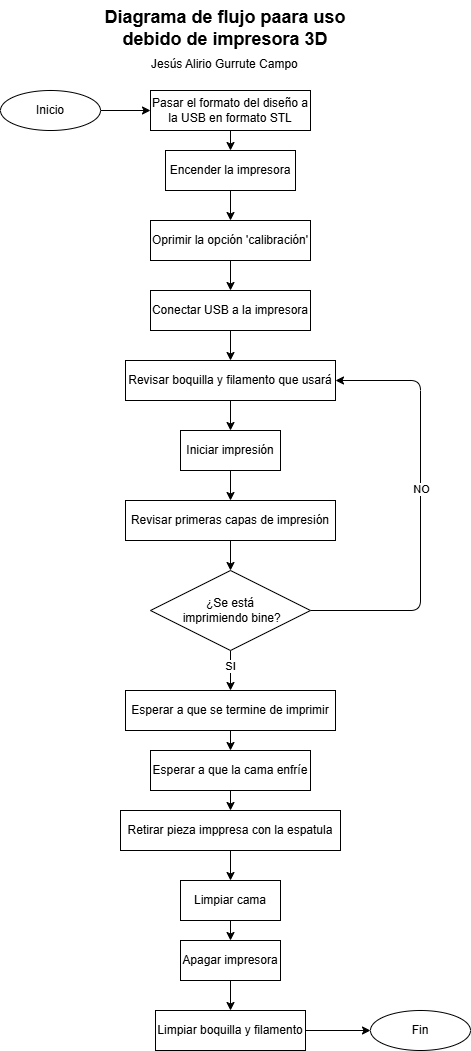 Diagrama de flujo paara uso
debido de impresora 3D
Jesús Alirio Gurrute Campo
Inicio
Pasar el formato del diseño a
la USB en formato STL
Encender la impresora
Oprimir la opción 'calibración'
Conectar USB a la impresora
Revisar boquilla y filamento que usará
Iniciar impresión
NO
Revisar primeras capas de impresión
¿Se está
imprimiendo bine?
SI
Esperar a que se termine de imprimir
Esperar a que la cama enfríe
Retirar pieza imppresa con la espatula
Limpiar cama
Apagar impresora
Limpiar boquilla y filamento
Fin